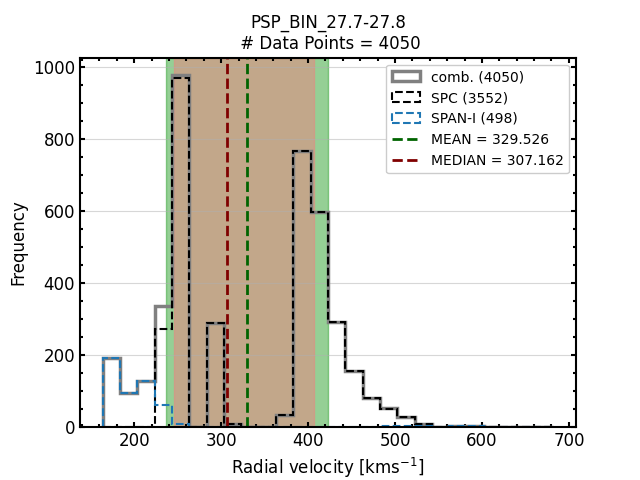 PSP_BIN_27.7-27.8
# Data Points = 4050
1000
800
600
400
200
0
Frequency
comb. (4050)
SPC (3552)
SPAN-I (498)
MEAN = 329.526
MEDIAN = 307.162
200 300 400 500 600 700
Radial velocity [kms⁻¹]